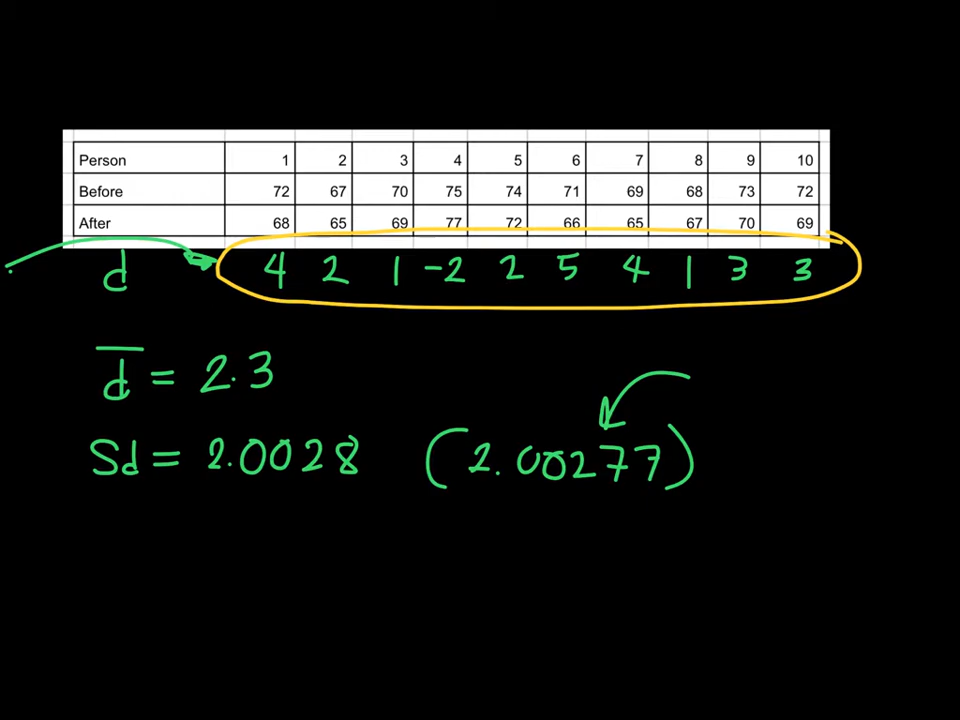 Person 1 2 3 4 5 6 7 8 9 10
Before 72 67 70 75 74 71 69 68 73 72
After 68 65 69 77 72 66 65 67 70 69
d 4 2 1 -2 2 5 4 1 3 3
d̅ = 2.3
Sd = 2.0028 (2.00277)